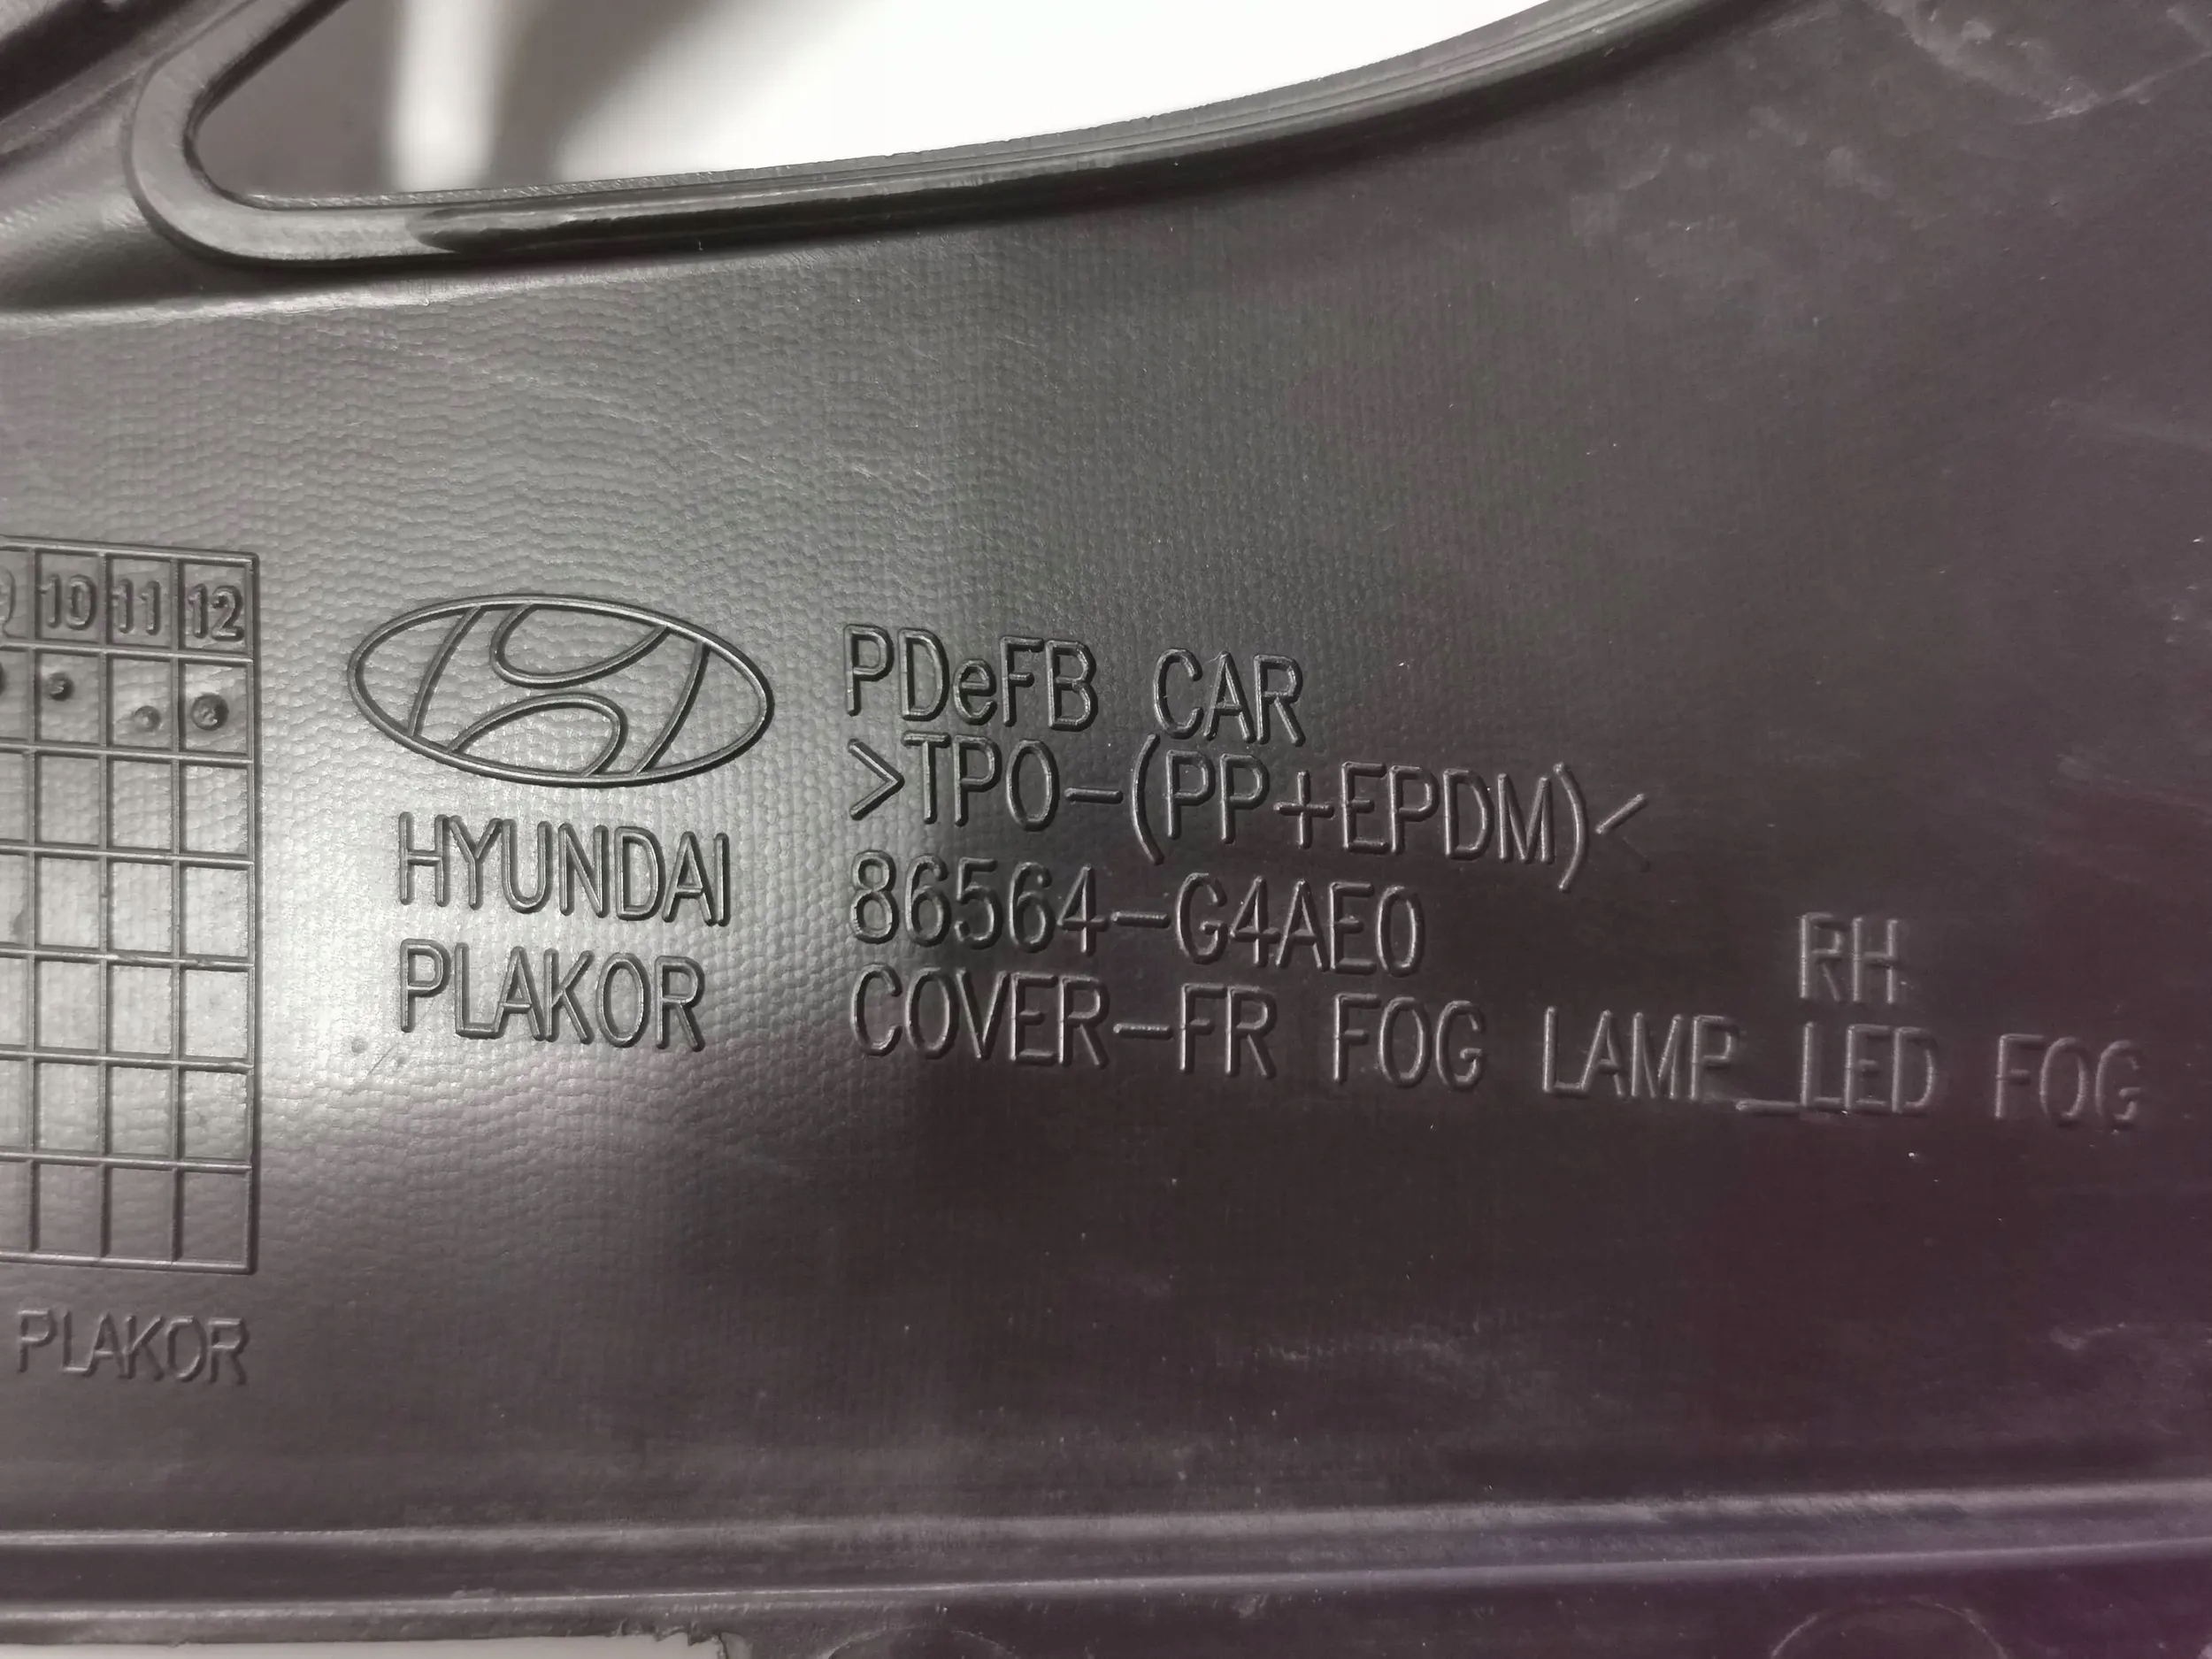 9 10 11 12
HYUNDAI
PLAKOR
PDeFB CAR
>TPO-(PP+EPDM)<
86564-G4AE0 RH
COVER-FR FOG LAMP_LED FOG
PLAKOR